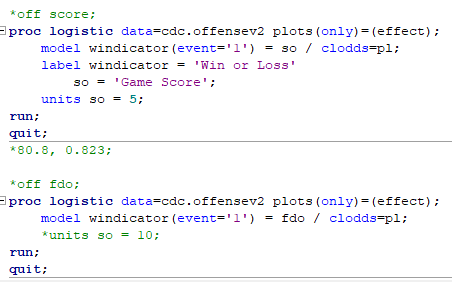 *off score;
proc logistic data=cdc.offensev2 plots(only)=(effect);
model windicator(event='1') = so / clodds=pl;
label windicator = 'Win or Loss'
so = 'Game Score';
units so = 5;
run;
quit;
*80.8, 0.823;
*off fdo;
proc logistic data=cdc.offensev2 plots(only)=(effect);
model windicator(event='1') = fdo / clodds=pl;
*units so = 10;
run;
quit;